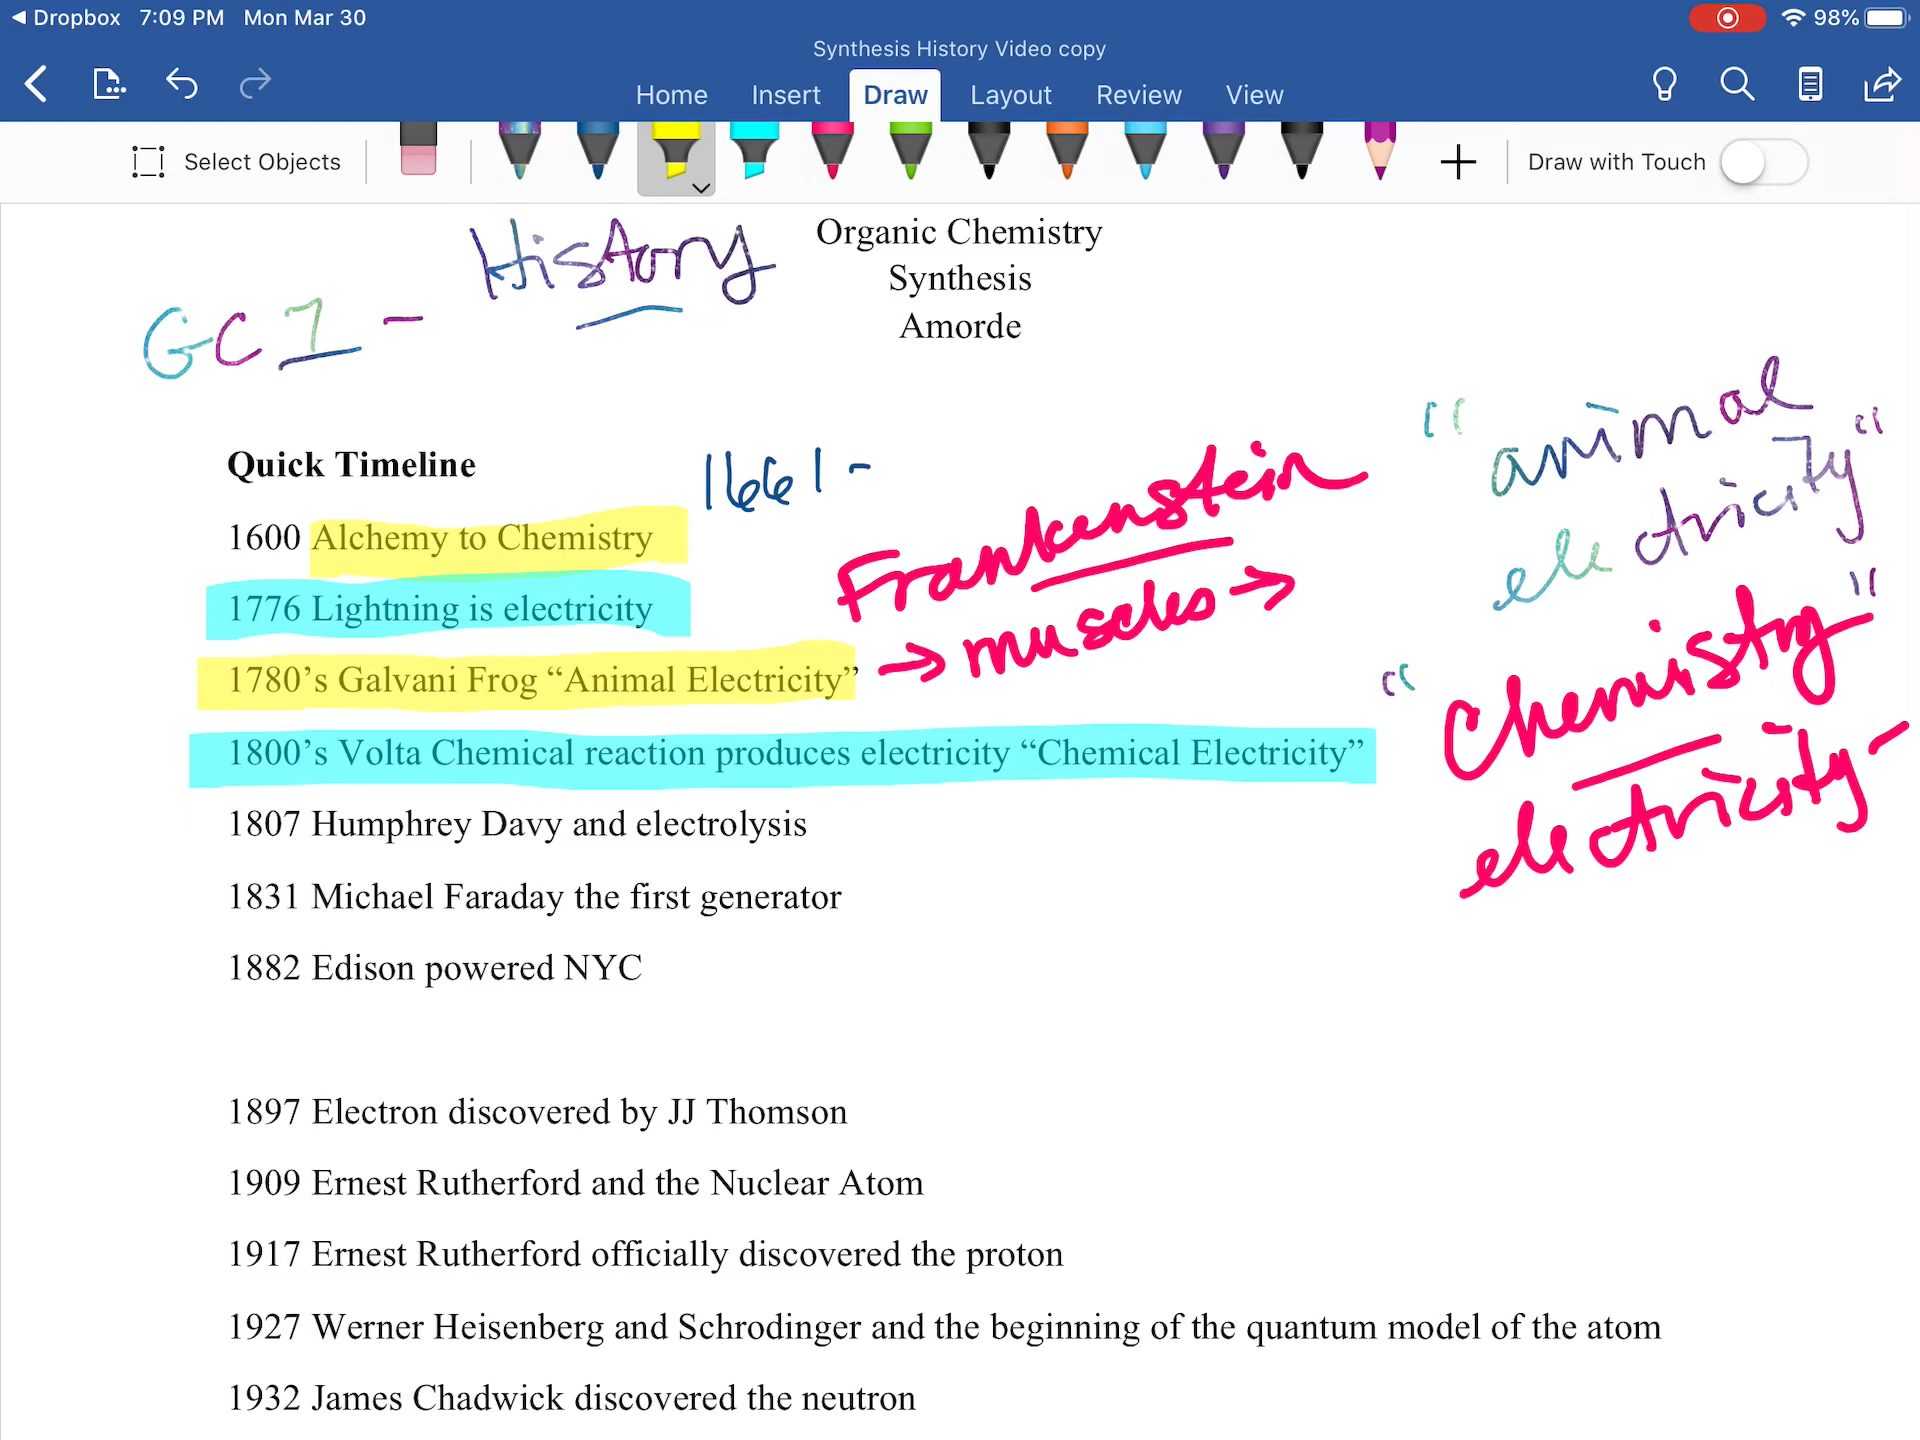 Dropbox 7:09 PM Mon Mar 30 98%
Synthesis History Video copy
Home Insert Draw Layout Review View
Select Objects Draw with Touch
History
GC1 -
Organic Chemistry
Synthesis
Amorde
"animal
electricity"
Quick Timeline
1661 -
1600 Alchemy to Chemistry
Frankenstein
1776 Lightning is electricity
→ muscles →
1780's Galvani Frog “Animal Electricity”
"Chemistry"
electricity-
1800's Volta Chemical reaction produces electricity “Chemical Electricity”
1807 Humphrey Davy and electrolysis
1831 Michael Faraday the first generator
1882 Edison powered NYC
1897 Electron discovered by JJ Thomson
1909 Ernest Rutherford and the Nuclear Atom
1917 Ernest Rutherford officially discovered the proton
1927 Werner Heisenberg and Schrodinger and the beginning of the quantum model of the atom
1932 James Chadwick discovered the neutron